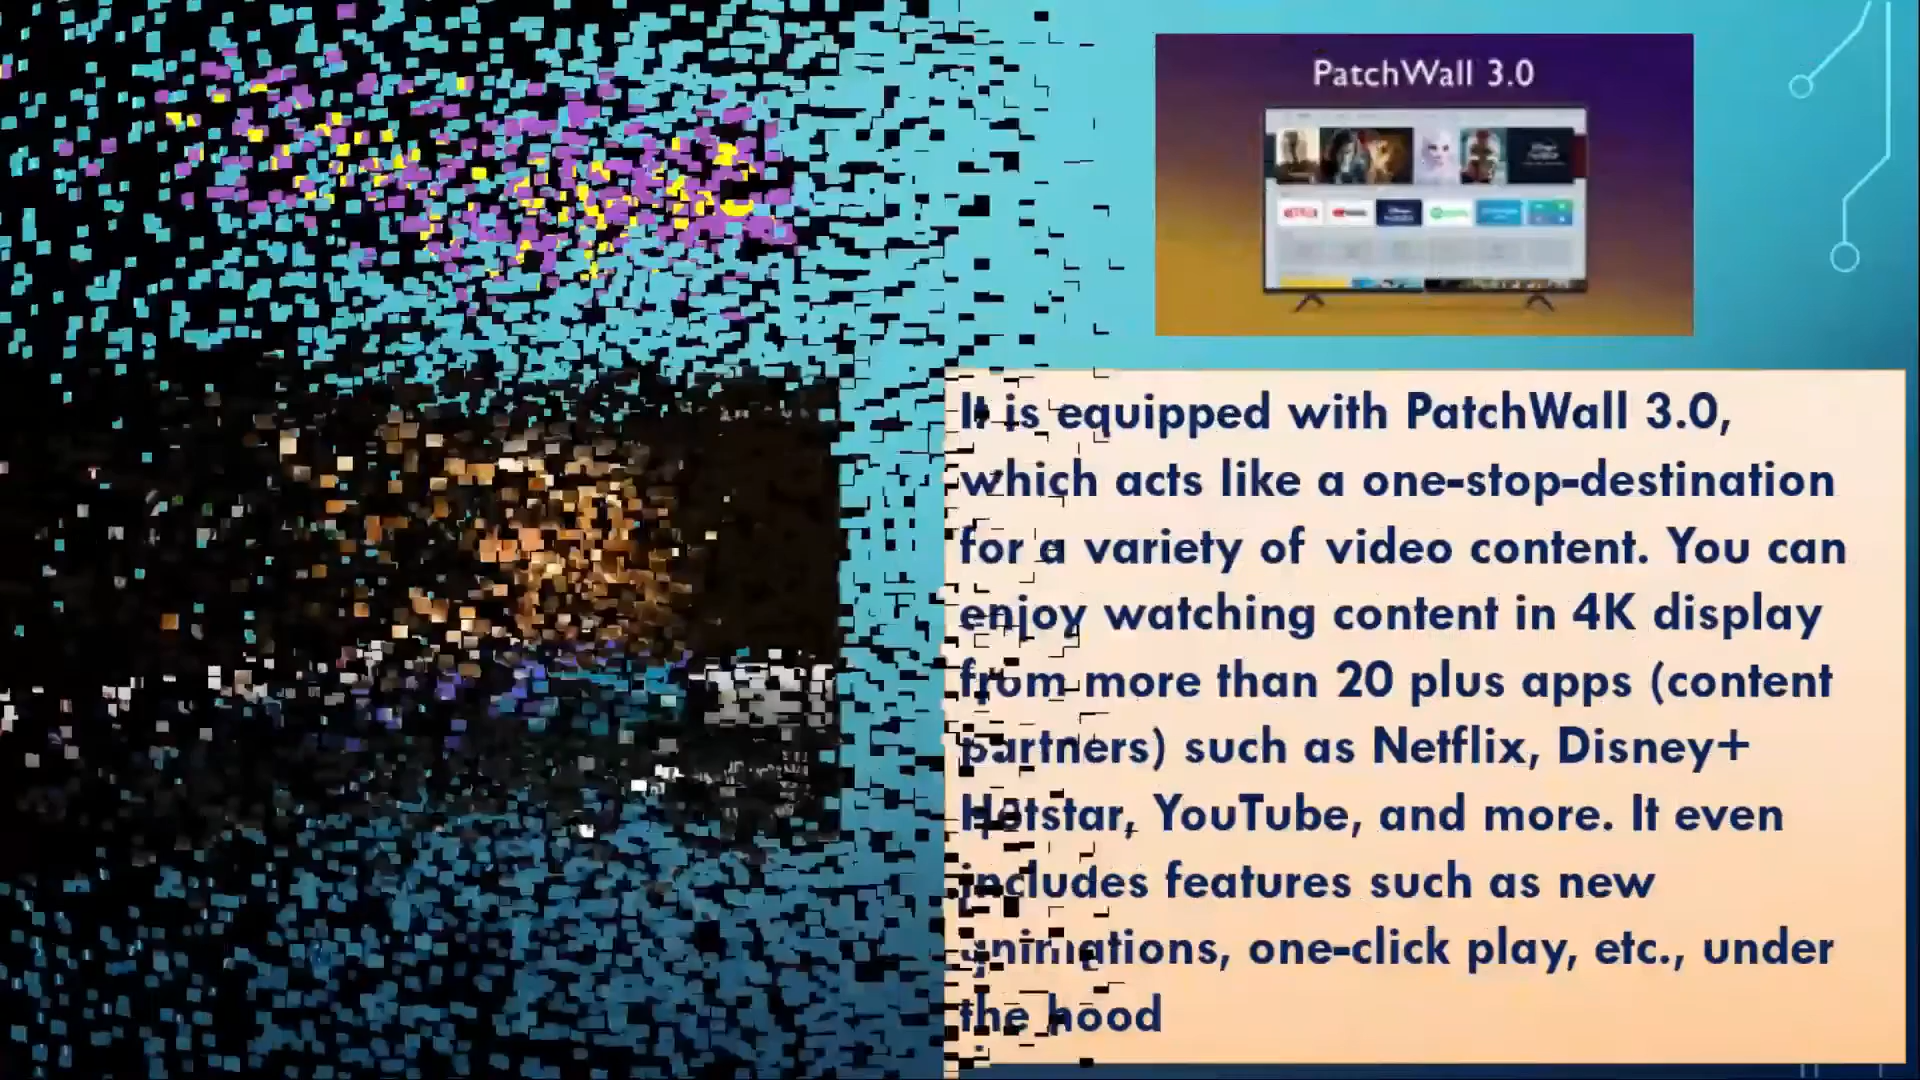 PatchWall 3.0
It is equipped with PatchWall 3.0,
which acts like a one-stop-destination
for a variety of video content. You can
enjoy watching content in 4K display
from more than 20 plus apps (content
partners) such as Netflix, Disney+
Hotstar, YouTube, and more. It even
includes features such as new
animations, one-click play, etc., under
the hood